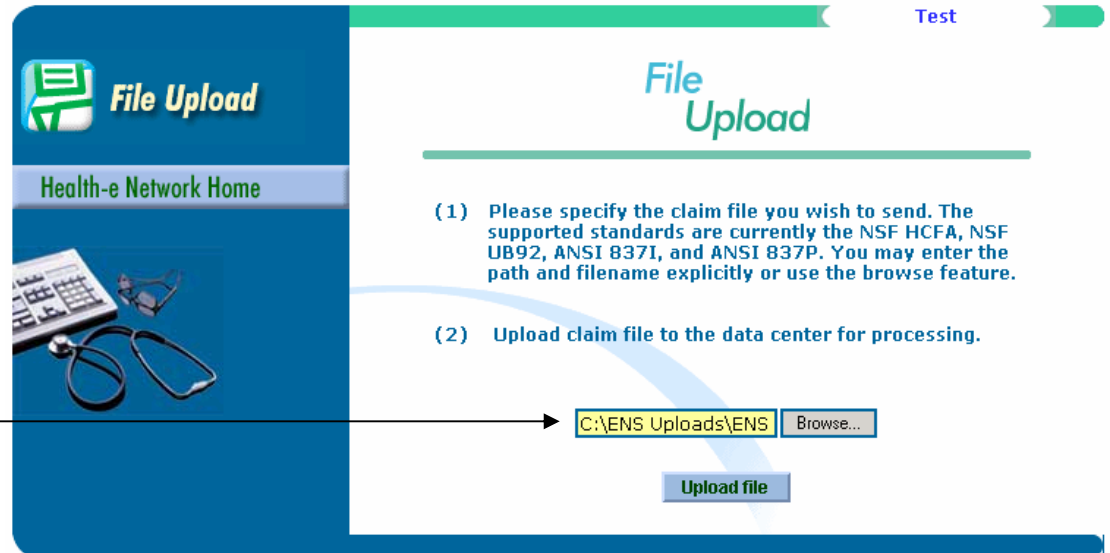 Test
File Upload
File
Upload
Health-e Network Home
(1) Please specify the claim file you wish to send. The
supported standards are currently the NSF HCFA, NSF
UB92, ANSI 837I, and ANSI 837P. You may enter the
path and filename explicitly or use the browse feature.
(2) Upload claim file to the data center for processing.
C:\ENS Uploads\ENS
Browse...
Upload file